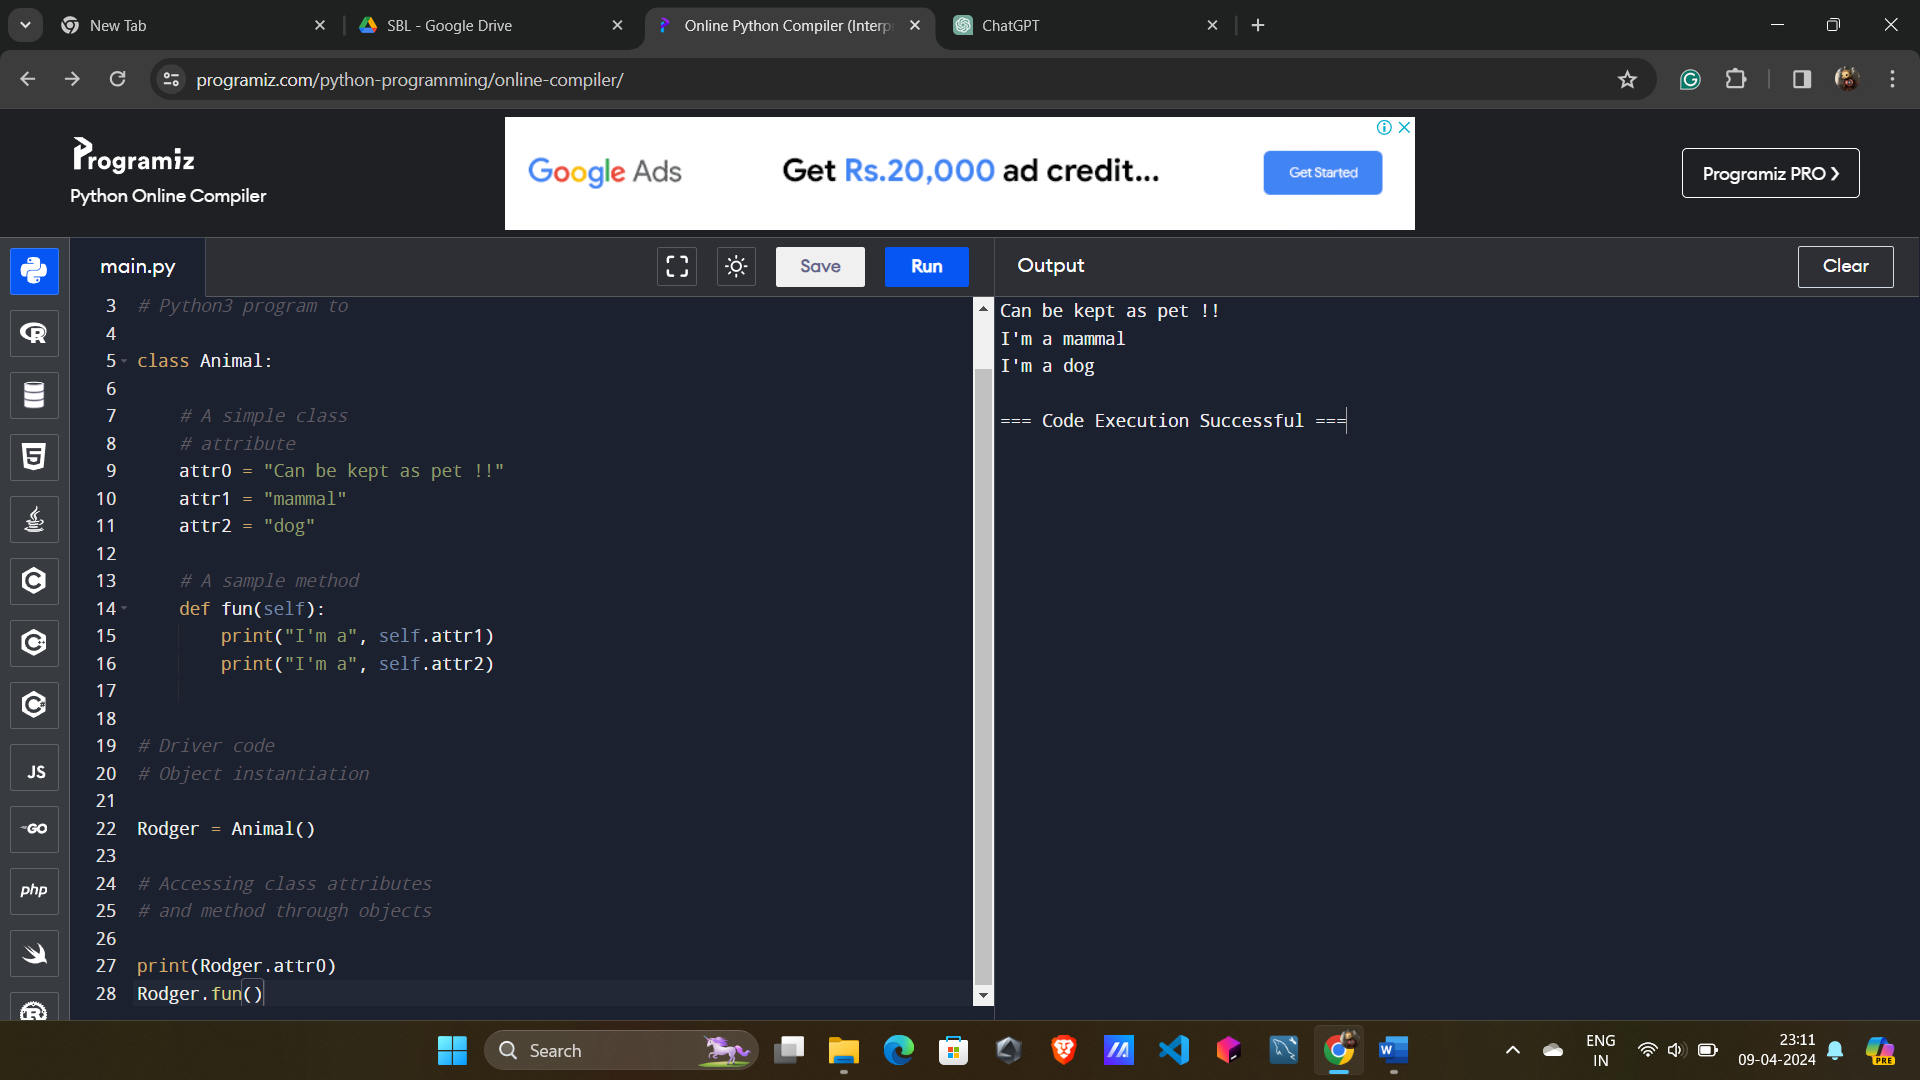 New Tab
SBL - Google Drive
Online Python Compiler (Interp
ChatGPT
programiz.com/python-programming/online-compiler/
Programiz
Python Online Compiler
Google Ads
Get Rs.20,000 ad credit...
Get Started
Programiz PRO ❯
main.py
Save
Run
Output
Clear
3 # Python3 program to
4
5 class Animal:
6
7 # A simple class
8 # attribute
9 attr0 = "Can be kept as pet !!"
10 attr1 = "mammal"
11 attr2 = "dog"
12
13 # A sample method
14 def fun(self):
15 print("I'm a", self.attr1)
16 print("I'm a", self.attr2)
17
18
19 # Driver code
20 # Object instantiation
21
22 Rodger = Animal()
23
24 # Accessing class attributes
25 # and method through objects
26
27 print(Rodger.attr0)
28 Rodger.fun()
Can be kept as pet !!
I'm a mammal
I'm a dog
=== Code Execution Successful ===
R
5
C
C
C
JS
GO
php
R
Search
W
ENG
IN
23:11
09-04-2024
PRE